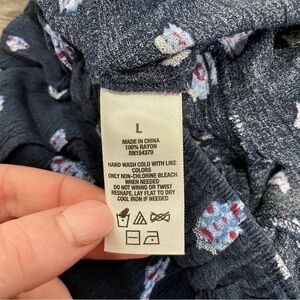 L
MADE IN CHINA
100% RAYON
RN154379
HAND WASH COLD WITH LIKE
COLORS
ONLY NON-CHLORINE BLEACH
WHEN NEEDED
DO NOT WRING OR TWIST
RESHAPE, LAY FLAT TO DRY
COOL IRON IF NEEDED